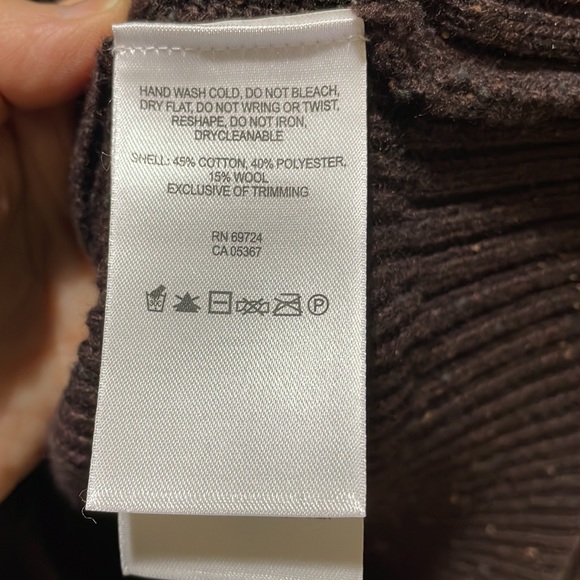 HAND WASH COLD, DO NOT BLEACH,
DRY FLAT, DO NOT WRING OR TWIST,
RESHAPE, DO NOT IRON,
DRYCLEANABLE
SHELL: 45% COTTON, 40% POLYESTER,
15% WOOL
EXCLUSIVE OF TRIMMING
RN 69724
CA 05367
P